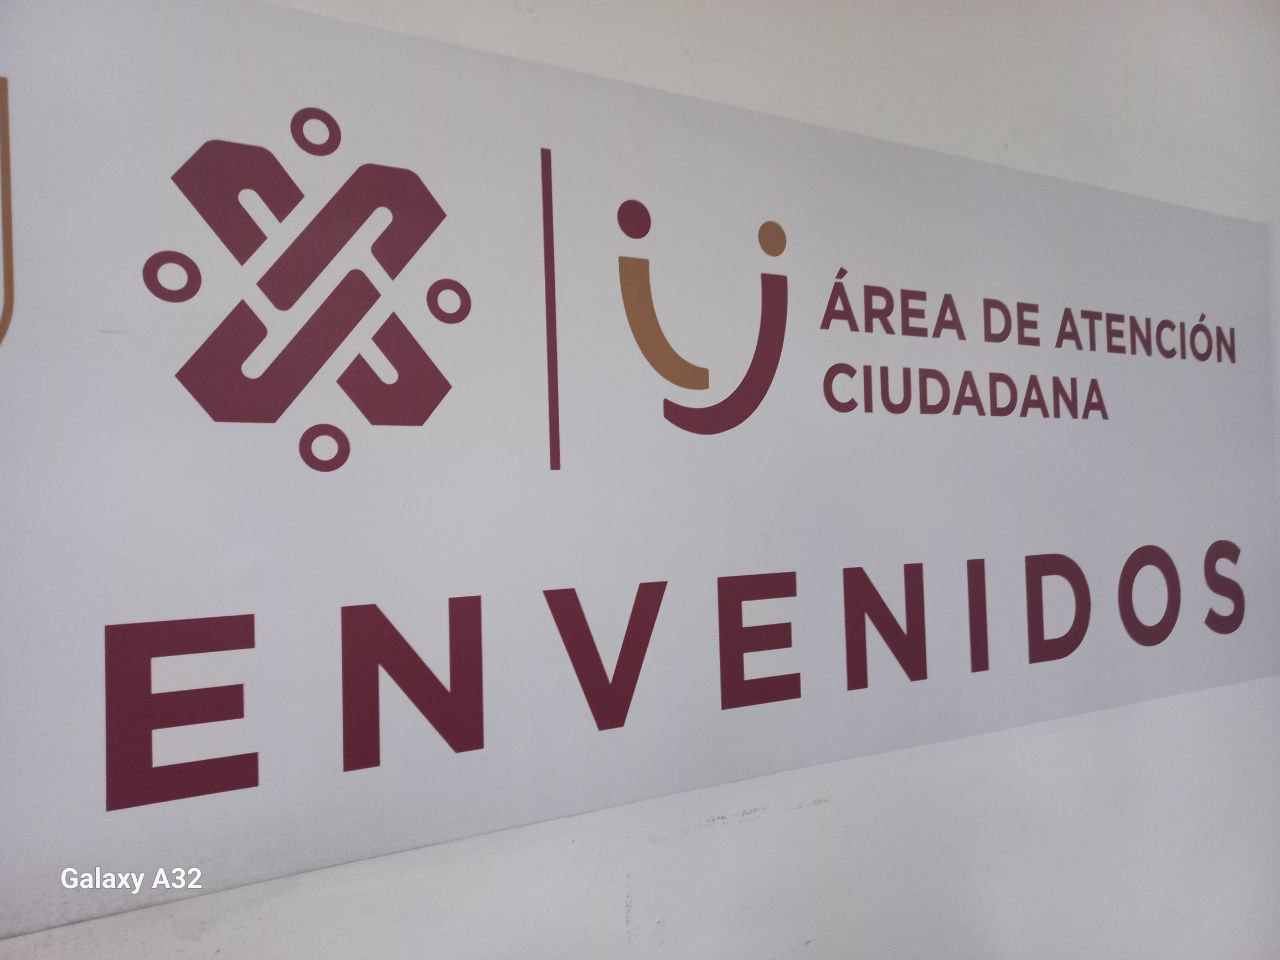 ÁREA DE ATENCIÓN
CIUDADANA
ENVENIDOS
Galaxy A32